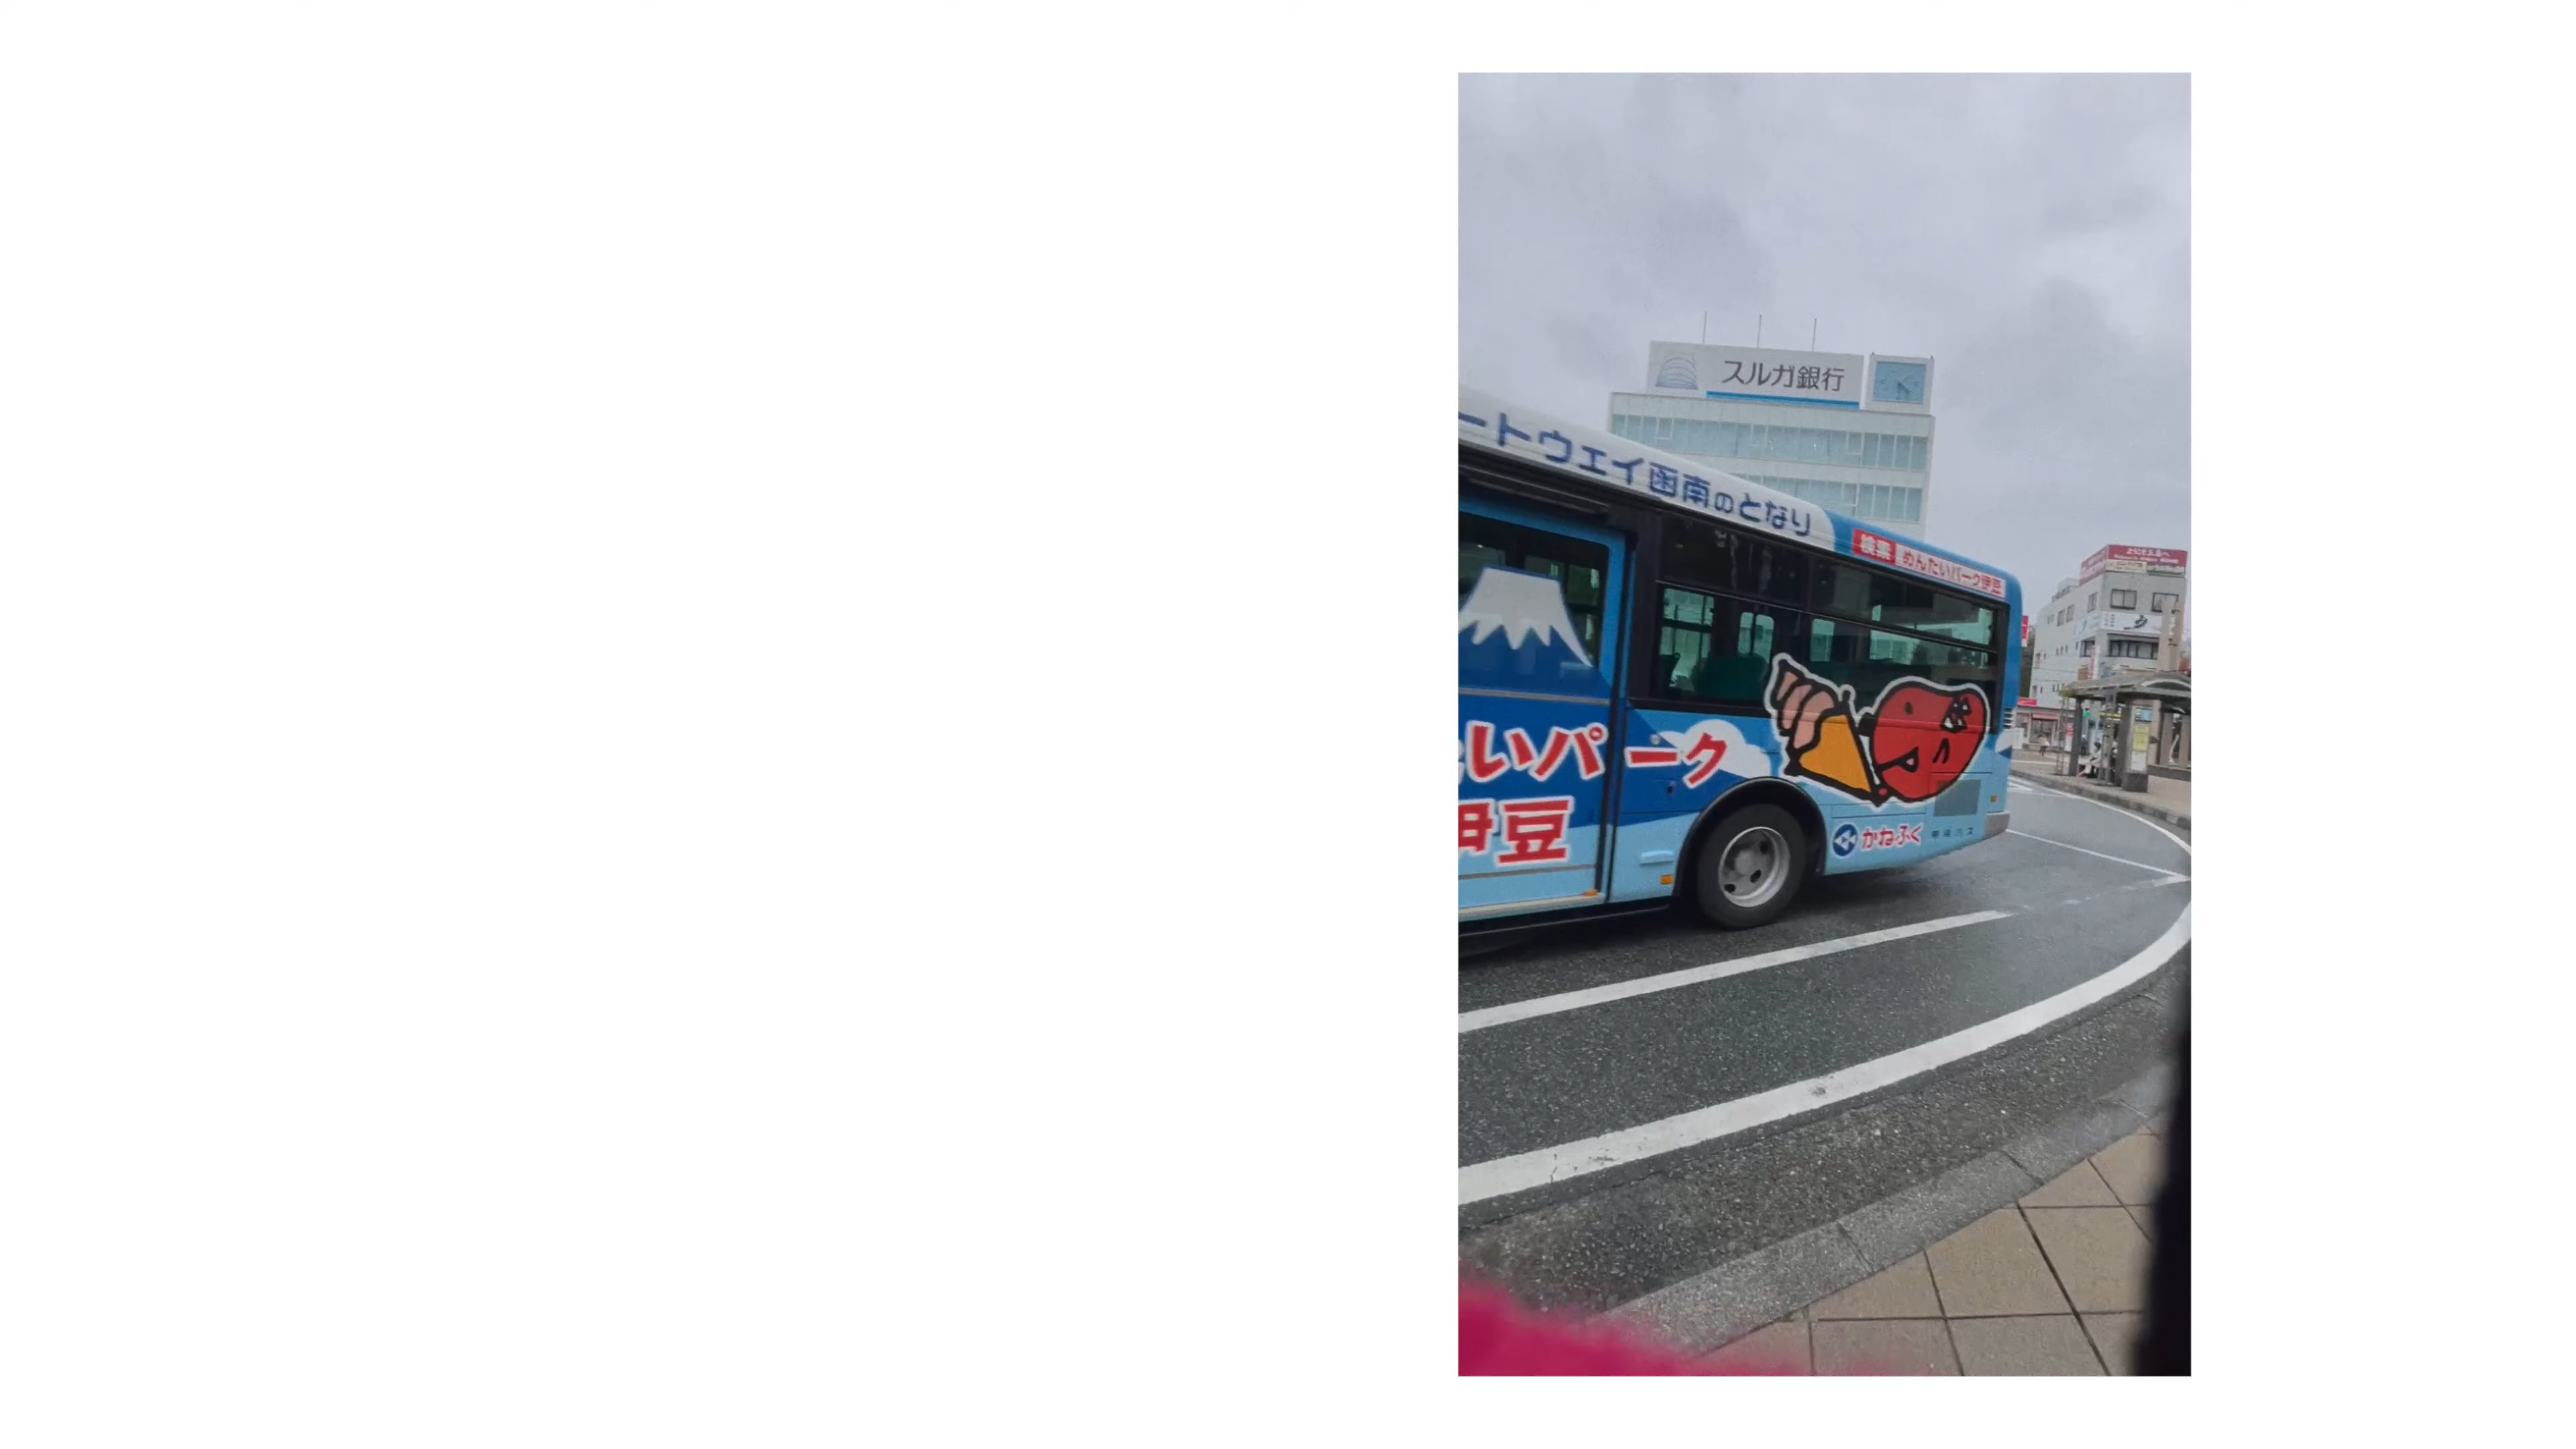 スルガ銀行
ートウェイ函南のとなり
検索 めんたいパーク伊豆
いパーク
伊豆
かねふく